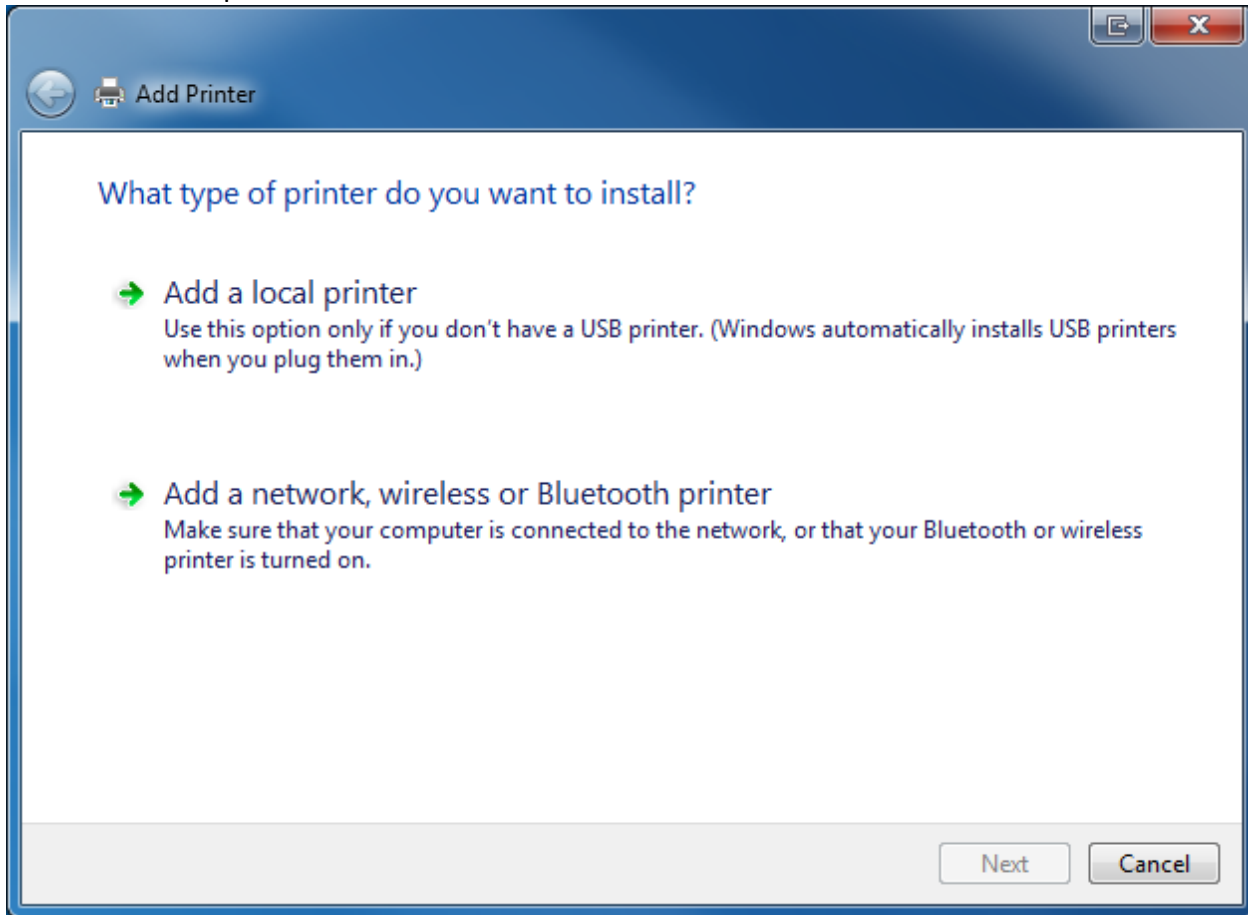 Add Printer
What type of printer do you want to install?
Add a local printer
Use this option only if you don't have a USB printer. (Windows automatically installs USB printers
when you plug them in.)
Add a network, wireless or Bluetooth printer
Make sure that your computer is connected to the network, or that your Bluetooth or wireless
printer is turned on.
Next Cancel